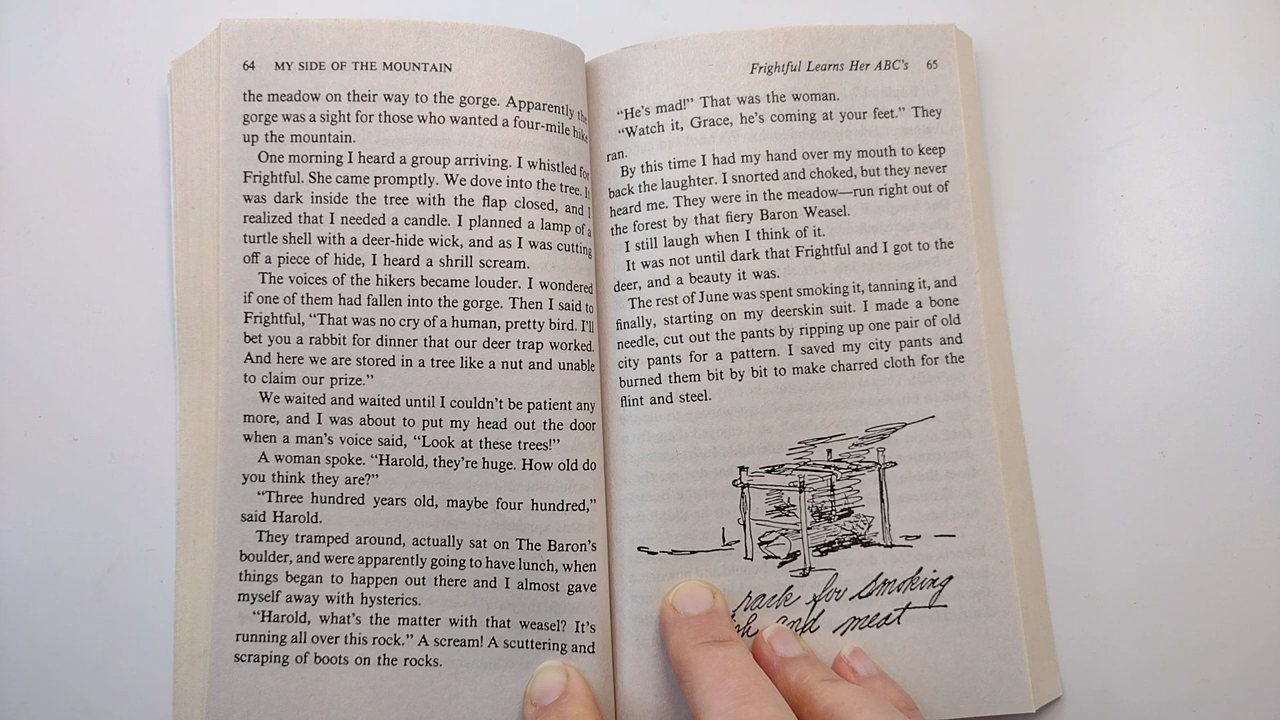 64 MY SIDE OF THE MOUNTAIN
the meadow on their way to the gorge. Apparently the
gorge was a sight for those who wanted a four-mile hike
up the mountain.
One morning I heard a group arriving. I whistled for
Frightful. She came promptly. We dove into the tree. It
was dark inside the tree with the flap closed, and I
realized that I needed a candle. I planned a lamp of a
turtle shell with a deer-hide wick, and as I was cutting
off a piece of hide, I heard a shrill scream.
The voices of the hikers became louder. I wondered
if one of them had fallen into the gorge. Then I said to
Frightful, “That was no cry of a human, pretty bird. I’ll
bet you a rabbit for dinner that our deer trap worked.
And here we are stored in a tree like a nut and unable
to claim our prize.”
We waited and waited until I couldn’t be patient any
more, and I was about to put my head out the door
when a man’s voice said, “Look at these trees!”
A woman spoke. “Harold, they’re huge. How old do
you think they are?”
“Three hundred years old, maybe four hundred,”
said Harold.
They tramped around, actually sat on The Baron’s
boulder, and were apparently going to have lunch, when
things began to happen out there and I almost gave
myself away with hysterics.
“Harold, what’s the matter with that weasel? It’s
running all over this rock.” A scream! A scuttering and
scraping of boots on the rocks.
Frightful Learns Her ABC’s 65
“He’s mad!” That was the woman.
“Watch it, Grace, he’s coming at your feet.” They
ran.
By this time I had my hand over my mouth to keep
back the laughter. I snorted and choked, but they never
heard me. They were in the meadow—run right out of
the forest by that fiery Baron Weasel.
I still laugh when I think of it.
It was not until dark that Frightful and I got to the
deer, and a beauty it was.
The rest of June was spent smoking it, tanning it, and
finally, starting on my deerskin suit. I made a bone
needle, cut out the pants by ripping up one pair of old
city pants for a pattern. I saved my city pants and
burned them bit by bit to make charred cloth for the
flint and steel.
rack for smoking
and meat